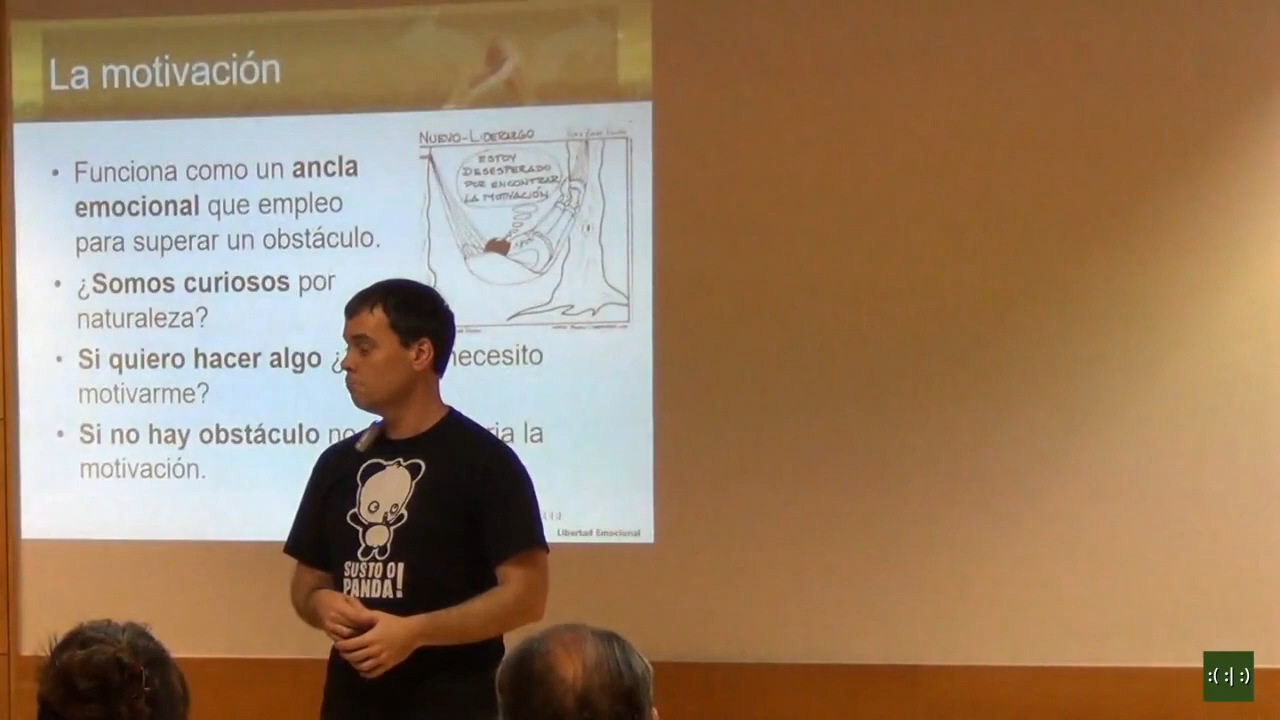 La motivación
• Funciona como un ancla
emocional que empleo
para superar un obstáculo.
• ¿Somos curiosos por
naturaleza?
• Si quiero hacer algo ¿ necesito
motivarme?
• Si no hay obstáculo no la
motivación.
NUEVO-LIDERAZGO
ESTOY
DESESPERADO
POR ENCONTRAR
LA MOTIVACIÓN
Libertad Emocional
SUSTO O
PANDA!
:( :| :)